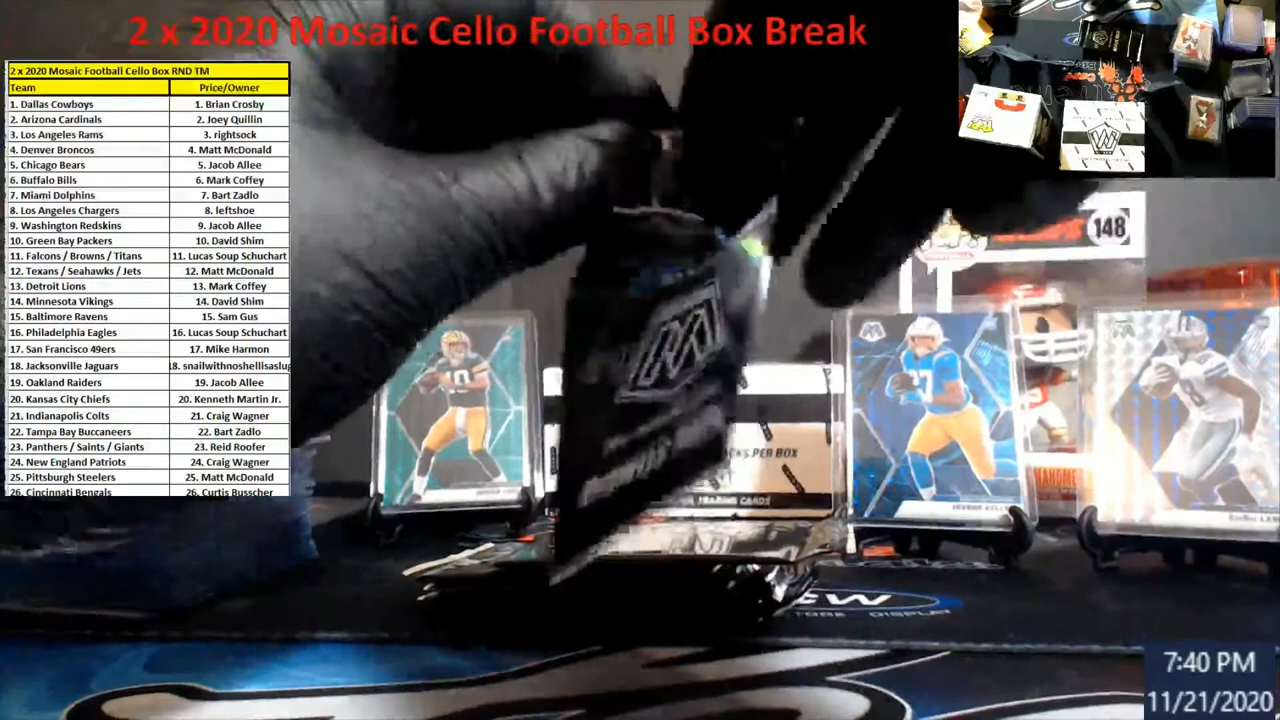 2 x 2020 Mosaic Cello Football Box Break
2 x 2020 Mosaic Football Cello Box RND TM
Team Price/Owner
1. Dallas Cowboys 1. Brian Crosby
2. Arizona Cardinals 2. Joey Quillin
3. Los Angeles Rams 3. rightsock
4. Denver Broncos 4. Matt McDonald
5. Chicago Bears 5. Jacob Allee
6. Buffalo Bills 6. Mark Coffey
7. Miami Dolphins 7. Bart Zadlo
8. Los Angeles Chargers 8. leftshoe
9. Washington Redskins 9. Jacob Allee
10. Green Bay Packers 10. David Shim
11. Falcons / Browns / Titans 11. Lucas Soup Schuchart
12. Texans / Seahawks / Jets 12. Matt McDonald
13. Detroit Lions 13. Mark Coffey
14. Minnesota Vikings 14. David Shim
15. Baltimore Ravens 15. Sam Gus
16. Philadelphia Eagles 16. Lucas Soup Schuchart
17. San Francisco 49ers 17. Mike Harmon
18. Jacksonville Jaguars 18. snailwithnoshellisaslug
19. Oakland Raiders 19. Jacob Allee
20. Kansas City Chiefs 20. Kenneth Martin Jr.
21. Indianapolis Colts 21. Craig Wagner
22. Tampa Bay Buccaneers 22. Bart Zadlo
23. Panthers / Saints / Giants 23. Reid Roofer
24. New England Patriots 24. Craig Wagner
25. Pittsburgh Steelers 25. Matt McDonald
26. Cincinnati Bengals 26. Curtis Busscher
148
PER BOX
TRADING CARDS
MAHOME
DISPLAY
7:40 PM
11/21/2020